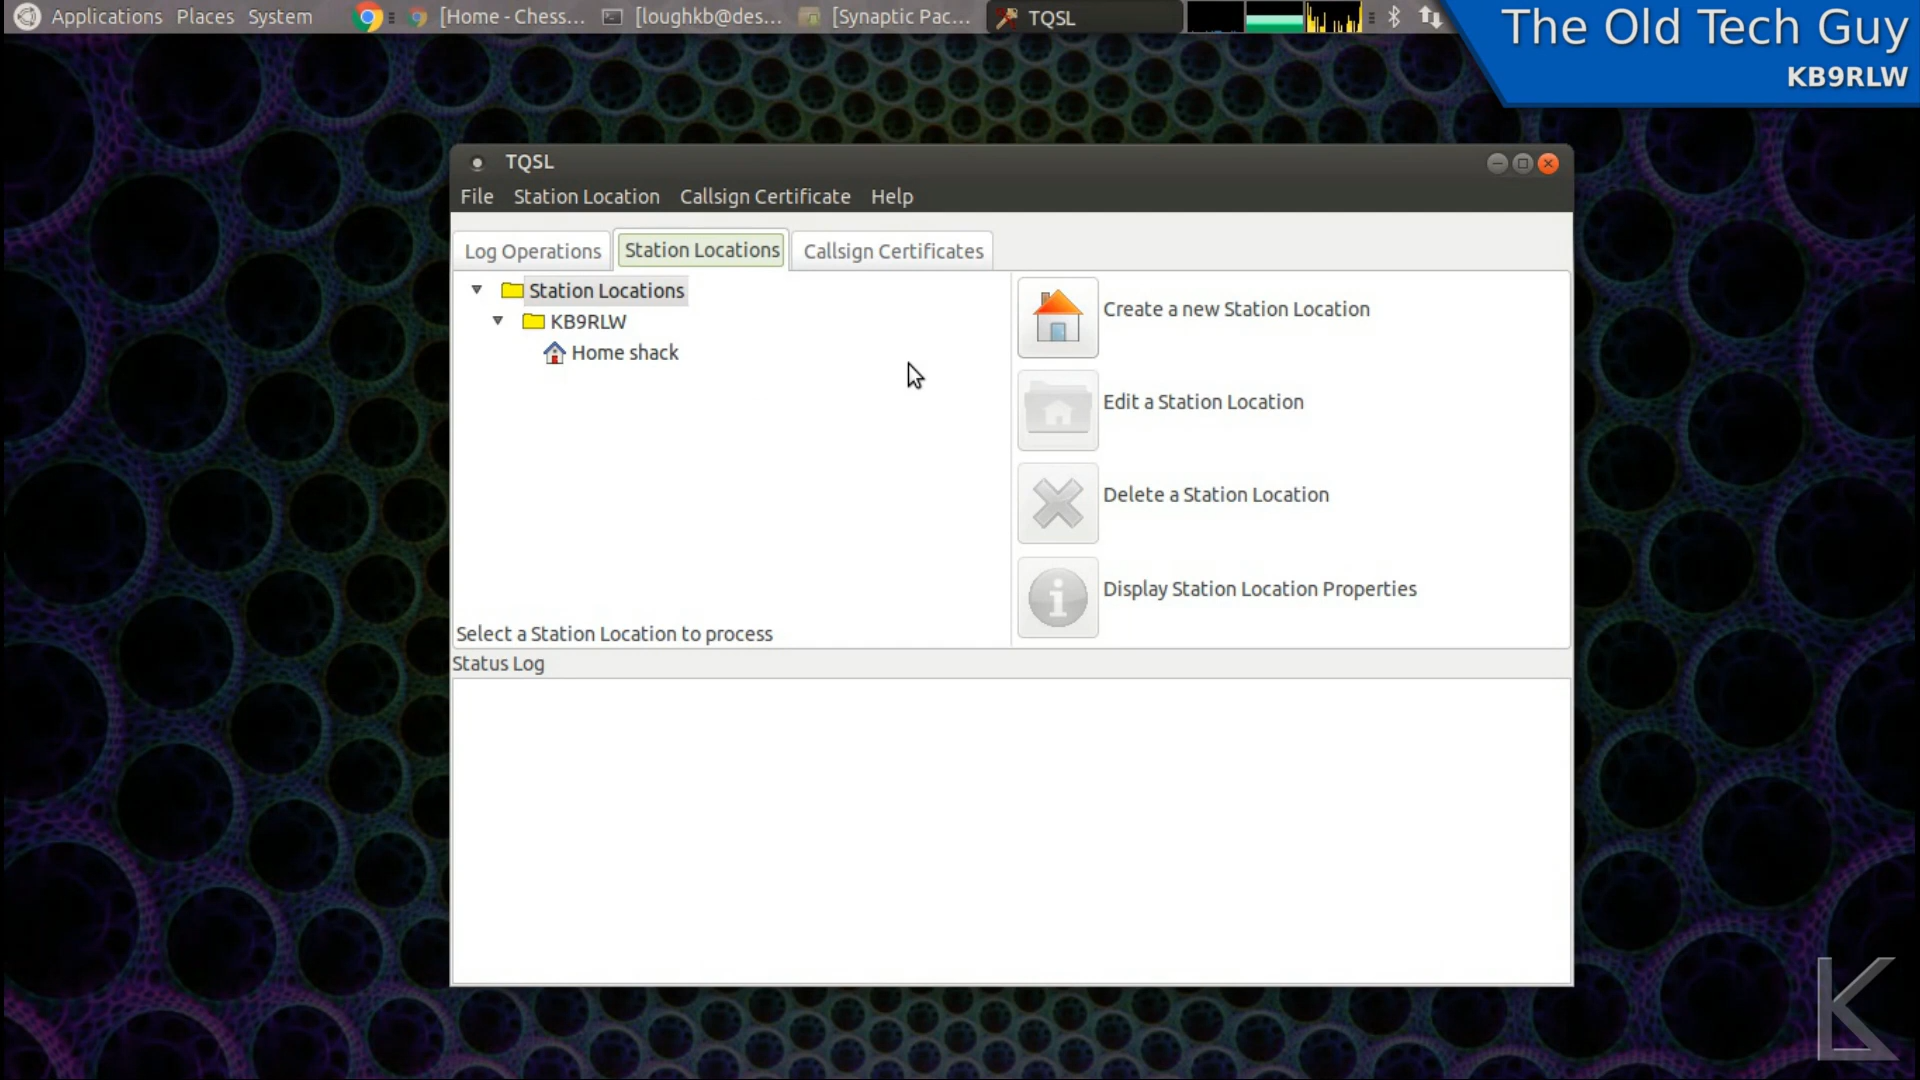 Applications Places System [Home - Chess... [loughkb@des... [Synaptic Pac... TQSL
The Old Tech Guy
KB9RLW
TQSL
File Station Location Callsign Certificate Help
Log Operations Station Locations Callsign Certificates
Station Locations
KB9RLW
Home shack
Create a new Station Location
Edit a Station Location
Delete a Station Location
Display Station Location Properties
Select a Station Location to process
Status Log
K